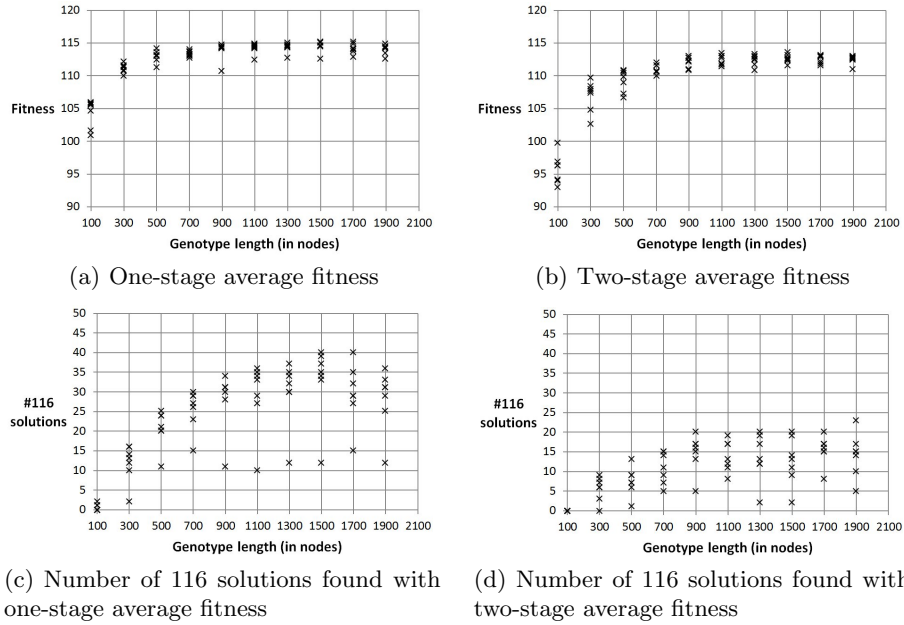 120
115
110
105
100
95
90
Fitness
100 300 500 700 900 1100 1300 1500 1700 1900 2100
Genotype length (in nodes)
(a) One-stage average fitness
120
115
110
105
100
95
90
Fitness
100 300 500 700 900 1100 1300 1500 1700 1900 2100
Genotype length (in nodes)
(b) Two-stage average fitness
50
45
40
35
30
25
20
15
10
5
0
#116
solutions
100 300 500 700 900 1100 1300 1500 1700 1900 2100
Genotype length (in nodes)
(c) Number of 116 solutions found with
one-stage average fitness
50
45
40
35
30
25
20
15
10
5
0
#116
solutions
100 300 500 700 900 1100 1300 1500 1700 1900 2100
Genotype length (in nodes)
(d) Number of 116 solutions found with
two-stage average fitness